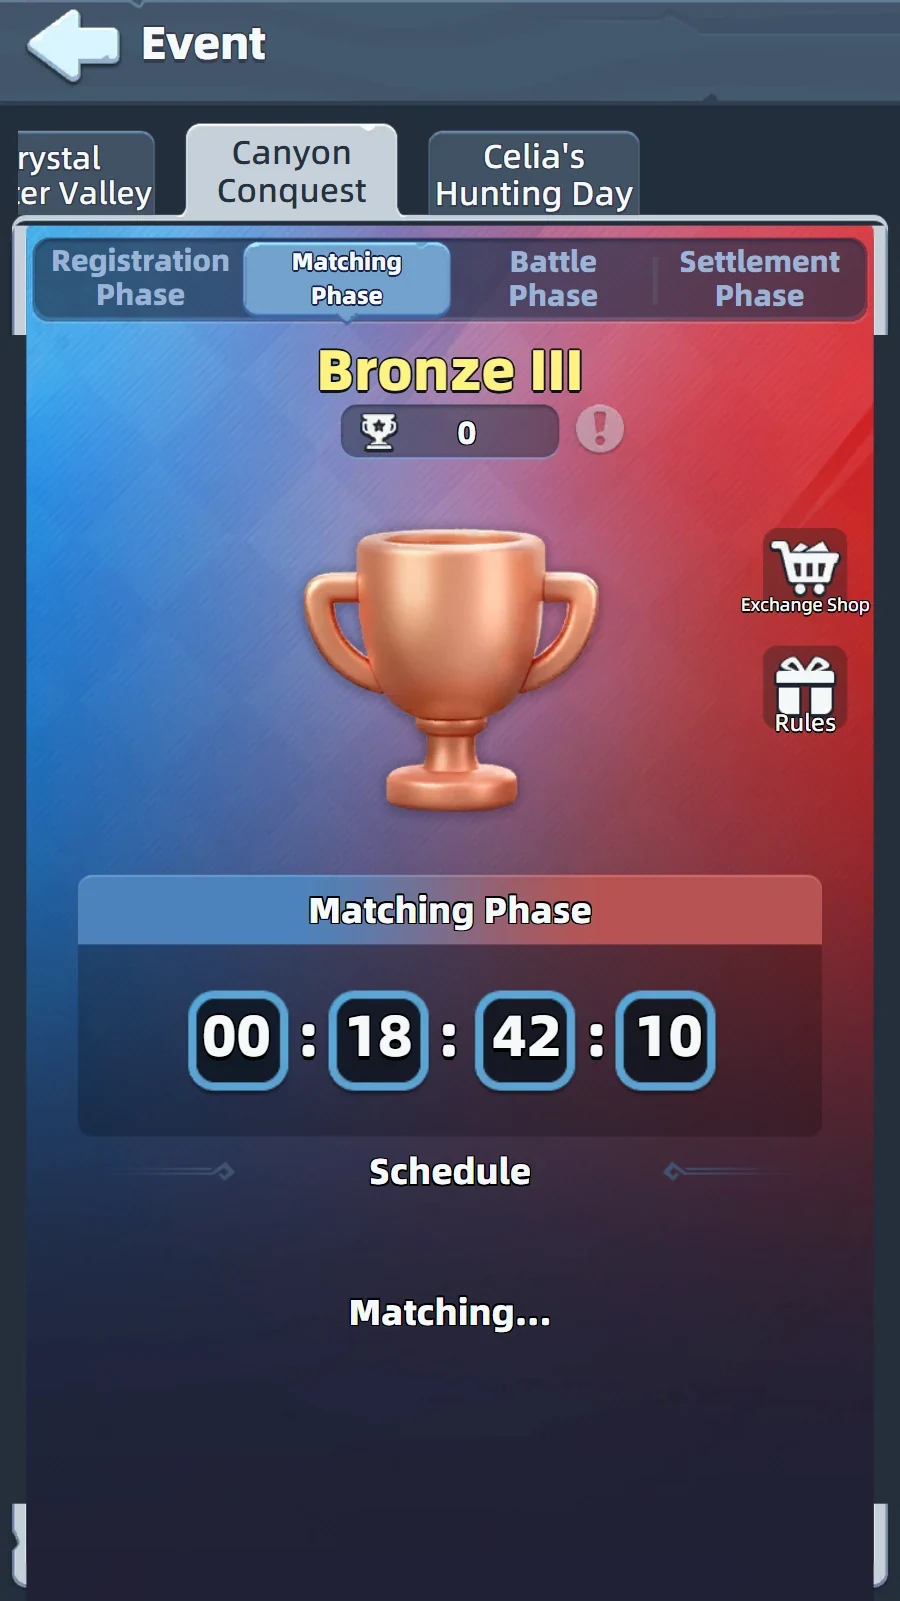 Event
rystal
er Valley
Canyon
Conquest
Celia's
Hunting Day
Registration
Phase
Matching
Phase
Battle
Phase
Settlement
Phase
Bronze III
0
Exchange Shop
Rules
Matching Phase
00 : 18 : 42 : 10
Schedule
Matching...